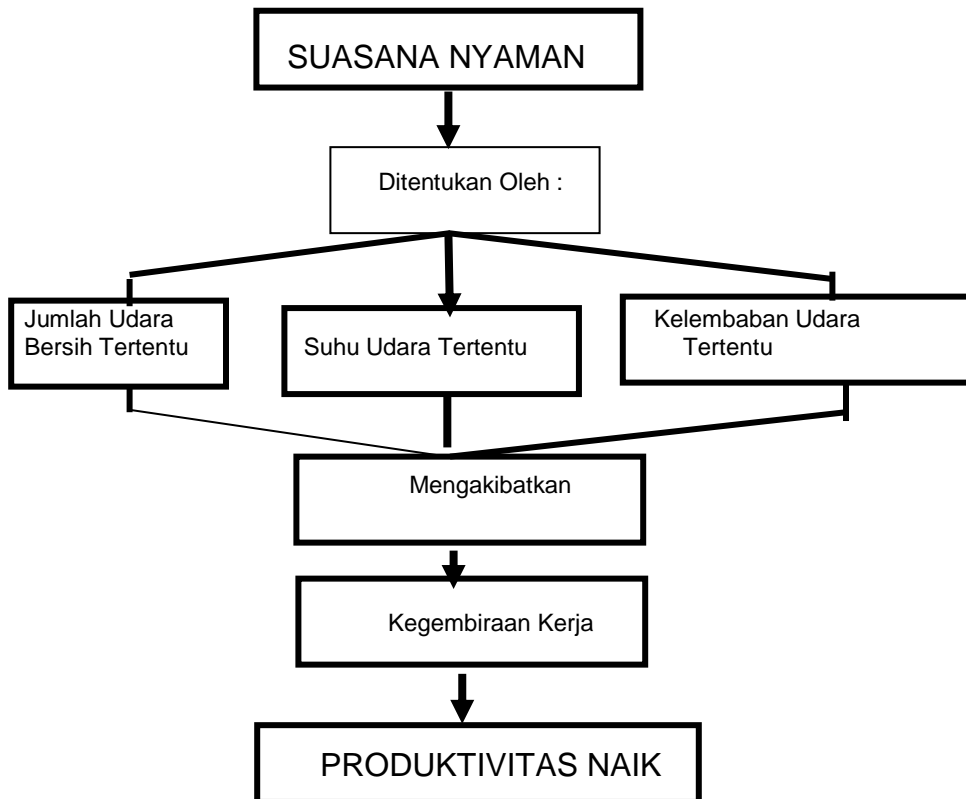 SUASANA NYAMAN
Ditentukan Oleh :
Jumlah Udara
Bersih Tertentu
Suhu Udara Tertentu
Kelembaban Udara
Tertentu
Mengakibatkan
Kegembiraan Kerja
PRODUKTIVITAS NAIK